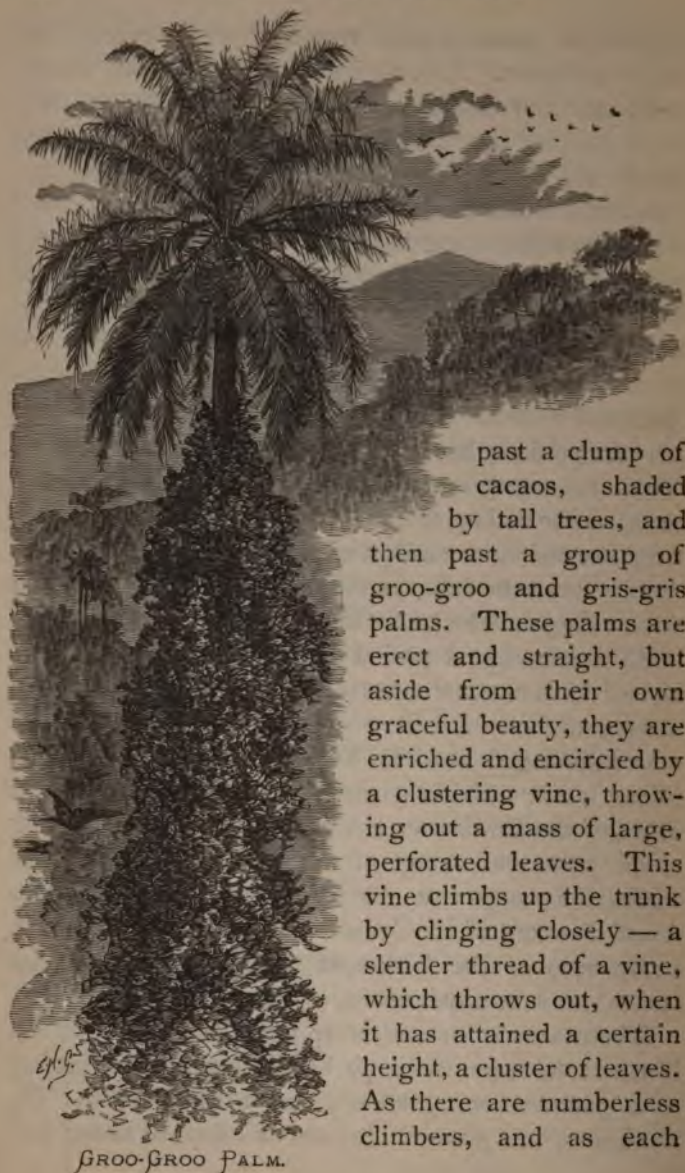 past a clump of
cacaos, shaded
by tall trees, and
then past a group of
groo-groo and gris-gris
palms. These palms are
erect and straight, but
aside from their own
graceful beauty, they are
enriched and encircled by
a clustering vine, throw-
ing out a mass of large,
perforated leaves. This
vine climbs up the trunk
by clinging closely — a
slender thread of a vine,
which throws out, when
it has attained a certain
height, a cluster of leaves.
As there are numberless
climbers, and as each
GROO-GROO PALM.